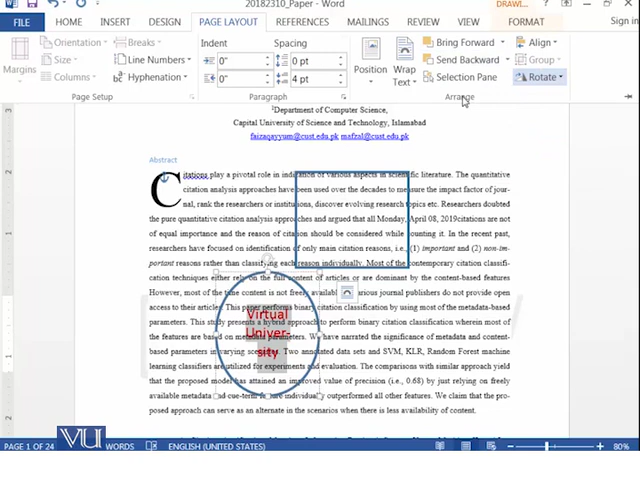 20182310_Paper - Word
DRAWI...
FILE HOME INSERT DESIGN PAGE LAYOUT REFERENCES MAILINGS REVIEW VIEW FORMAT Sign in
Orientation Breaks Indent Spacing Bring Forward Align
Margins Size Line Numbers 0" 0 pt Position Wrap Text Send Backward Group
Columns Hyphenation 0" 4 pt Selection Pane Rotate
Page Setup Paragraph Arrange
3
2
1
1
2
²Department of Computer Science,
Capital University of Science and Technology, Islamabad
faizaqayyum@cust.edu.pk mafzal@cust.edu.pk
Abstract
Citations play a pivotal role in indication of various aspects in scientific literature. The quantitative
citation analysis approaches have been used over the decades to measure the impact factor of jour-
nal, rank the researchers or institutions, discover evolving research topics etc. Researchers doubted
the pure quantitative citation analysis approaches and argued that all Monday, April 08, 2019citations are not
of equal importance and the reason of citation should be considered while counting it. In the recent past,
researchers have focused on identification of only main citation reasons, i.e., (1) important and (2) non-im-
portant reasons rather than classifying each reason individually. Most of the contemporary citation classifi-
cation techniques either rely on the full content of articles or are dominant by the content-based features
However, most of the time content is not freely available various journal publishers do not provide open
access to their articles. This paper performs binary citation classification by using most of the metadata-based
parameters. This study presents a hybrid approach to perform binary citation classification wherein most of
the features are based on metadata parameters. We have narrated the significance of metadata and content-
based parameters in varying scenarios. Two annotated data sets and SVM, KLR, Random Forest machine
learning classifiers are utilized for experiments and evaluation. The comparisons with similar approach yield
that the proposed model has attained an improved value of precision (i.e., 0.68) by just relying on freely
available metadata and cue-term feature individually outperformed all other features. We claim that the pro-
posed approach can serve as an alternate in the scenarios when there is less availability of content.
Virtual
Univer-
sity
PAGE 1 OF 24 WORDS ENGLISH (UNITED STATES) 80%
VU